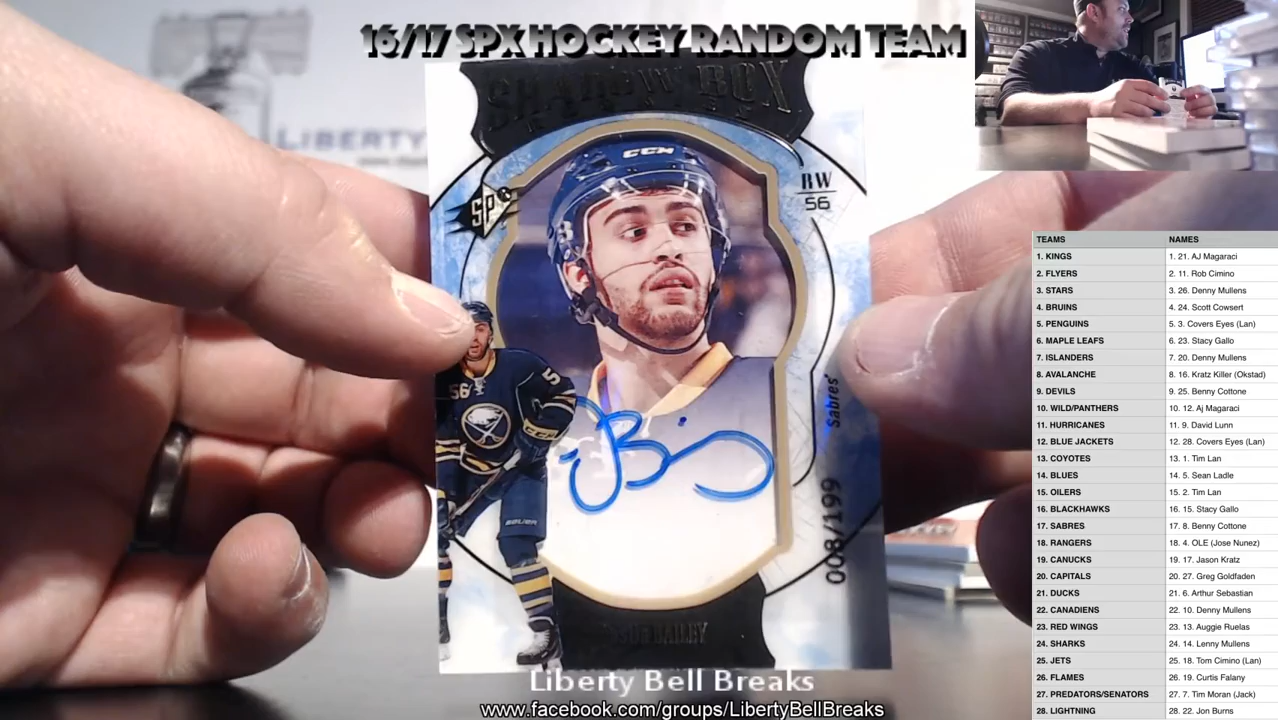 16/17 SPX HOCKEY RANDOM TEAM
LIBERTY
SHADOW BOX
CCM
RW
56
SPX
56
5
CCM
BAUER
Sabres
008/199
BAILEY
Liberty Bell Breaks
www.facebook.com/groups/LibertyBellBreaks
TEAMS NAMES
1. KINGS 1. 21. AJ Magaraci
2. FLYERS 2. 11. Rob Cimino
3. STARS 3. 26. Denny Mullens
4. BRUINS 4. 24. Scott Cowsert
5. PENGUINS 5. 3. Covers Eyes (Lan)
6. MAPLE LEAFS 6. 23. Stacy Gallo
7. ISLANDERS 7. 20. Denny Mullens
8. AVALANCHE 8. 16. Kratz Killer (Okstad)
9. DEVILS 9. 25. Benny Cottone
10. WILD/PANTHERS 10. 12. Aj Magaraci
11. HURRICANES 11. 9. David Lunn
12. BLUE JACKETS 12. 28. Covers Eyes (Lan)
13. COYOTES 13. 1. Tim Lan
14. BLUES 14. 5. Sean Ladle
15. OILERS 15. 2. Tim Lan
16. BLACKHAWKS 16. 15. Stacy Gallo
17. SABRES 17. 8. Benny Cottone
18. RANGERS 18. 4. OLE (Jose Nunez)
19. CANUCKS 19. 17. Jason Kratz
20. CAPITALS 20. 27. Greg Goldfaden
21. DUCKS 21. 6. Arthur Sebastian
22. CANADIENS 22. 10. Denny Mullens
23. RED WINGS 23. 13. Auggie Ruelas
24. SHARKS 24. 14. Lenny Mullens
25. JETS 25. 18. Tom Cimino (Lan)
26. FLAMES 26. 19. Curtis Falany
27. PREDATORS/SENATORS 27. 7. Tim Moran (Jack)
28. LIGHTNING 28. 22. Jon Burns